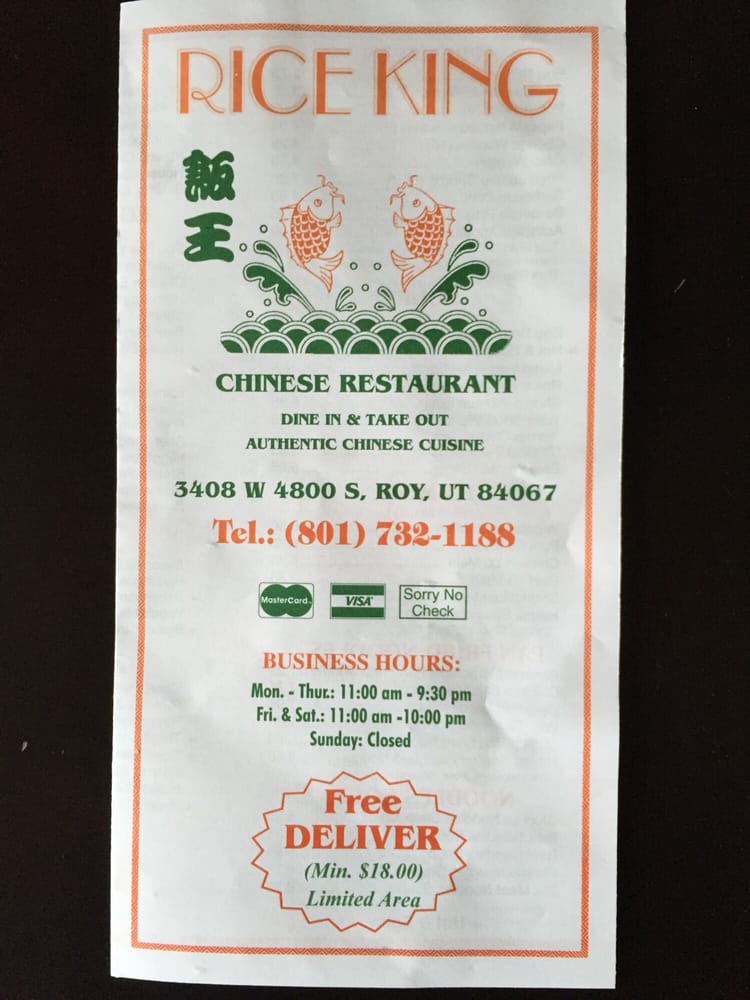 RICE KING
飯
王
CHINESE RESTAURANT
DINE IN & TAKE OUT
AUTHENTIC CHINESE CUISINE
3408 W 4800 S, ROY, UT 84067
Tel.: (801) 732-1188
MasterCard VISA Sorry No
Check
BUSINESS HOURS:
Mon. - Thur.: 11:00 am - 9:30 pm
Fri. & Sat.: 11:00 am -10:00 pm
Sunday: Closed
Free
DELIVER
(Min. $18.00)
Limited Area